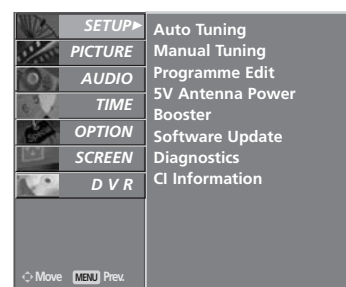 SETUP
PICTURE
AUDIO
TIME
OPTION
SCREEN
D V R
Auto Tuning
Manual Tuning
Programme Edit
5V Antenna Power
Booster
Software Update
Diagnostics
CI Information
Move MENU Prev.